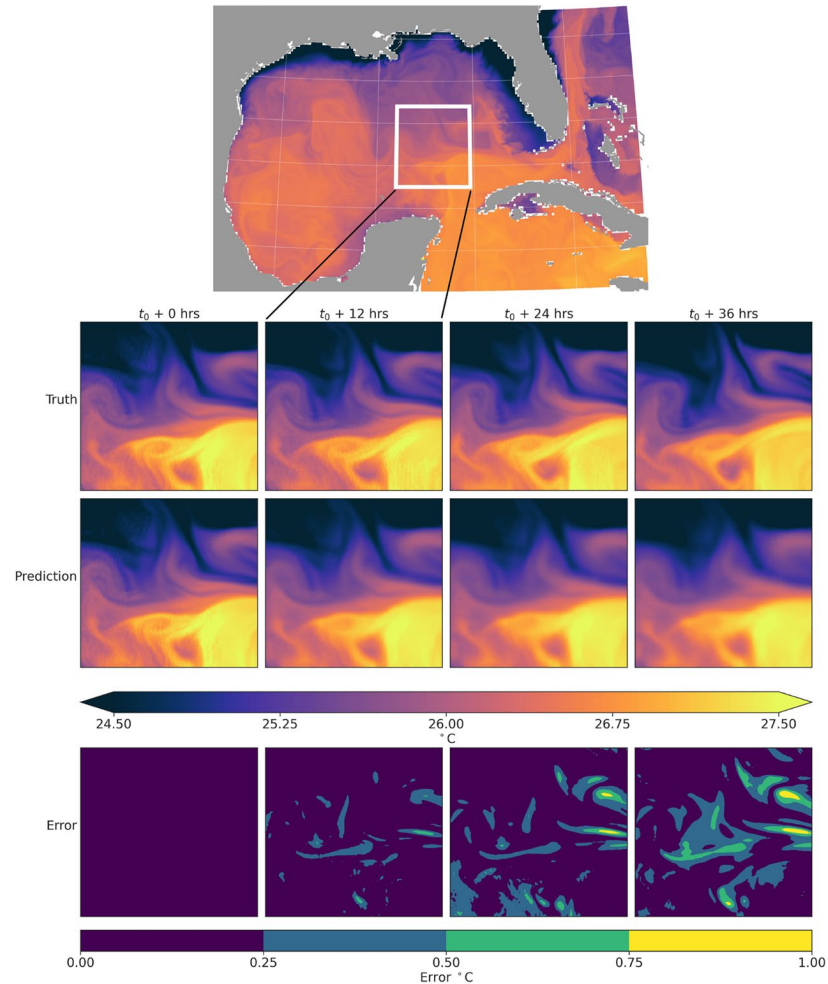 t₀ + 0 hrs t₀ + 12 hrs t₀ + 24 hrs t₀ + 36 hrs
Truth
Prediction
24.50 25.25 26.00 26.75 27.50
°C
Error
0.00 0.25 0.50 0.75 1.00
Error °C